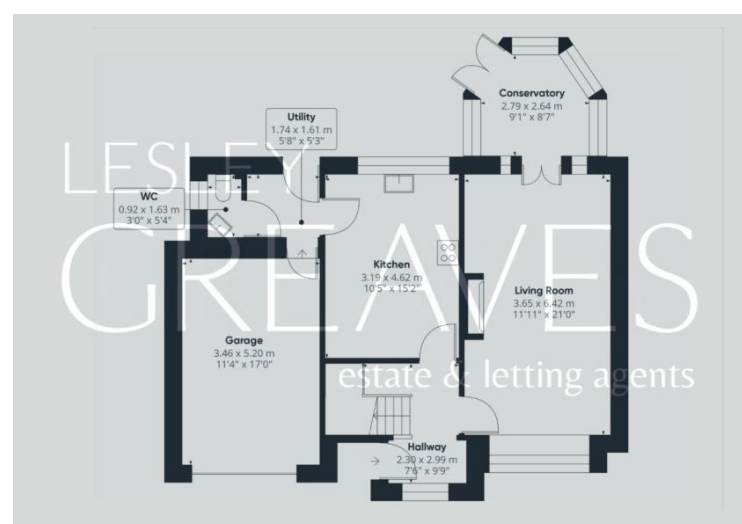 Conservatory
2.79 x 2.64 m
9'1" x 8'7"
Utility
1.74 x 1.61 m
5'8" x 5'3"
WC
0.92 x 1.63 m
3'0" x 5'4"
Kitchen
3.19 x 4.62 m
10'5" x 15'2"
Living Room
3.65 x 6.42 m
11'11" x 21'0"
Garage
3.46 x 5.20 m
11'4" x 17'0"
Hallway
2.30 x 2.99 m
7'6" x 9'9"
LESLEY
GREAVES
estate & letting agents